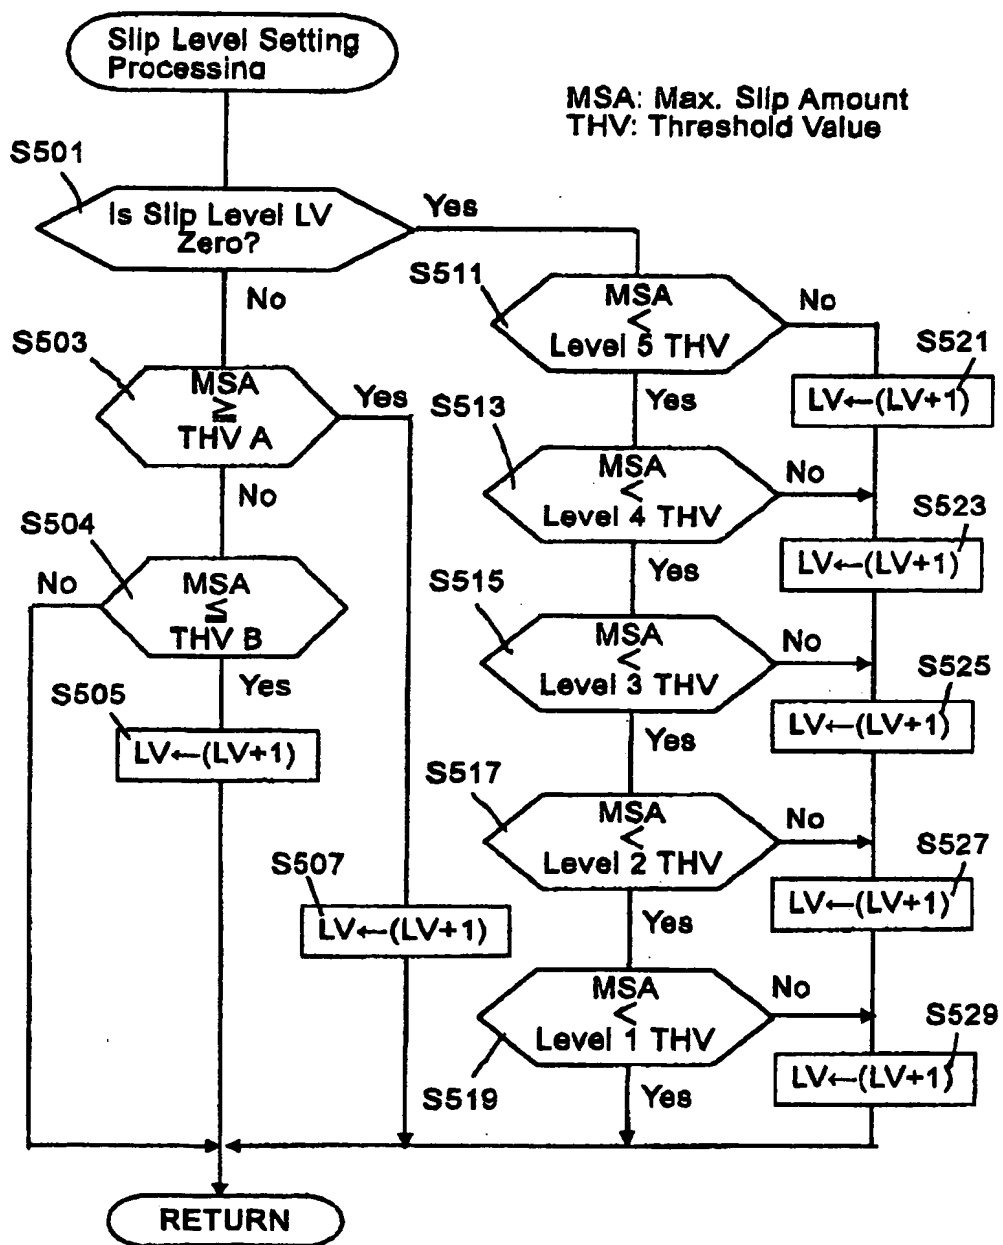 Slip Level Setting
Processing
MSA: Max. Slip Amount
THV: Threshold Value
S501
Is Slip Level LV
Zero?
Yes
No
S511
MSA
<
Level 5 THV
No
Yes
S521
LV←(LV+1)
S503
MSA
≧
THV A
Yes
No
S513
MSA
<
Level 4 THV
No
Yes
S523
LV←(LV+1)
S504
MSA
≦
THV B
No
Yes
S515
MSA
<
Level 3 THV
No
Yes
S525
LV←(LV+1)
S505
LV←(LV+1)
S517
MSA
<
Level 2 THV
No
Yes
S527
LV←(LV+1)
S507
LV←(LV+1)
MSA
<
Level 1 THV
S519
No
Yes
S529
LV←(LV+1)
RETURN